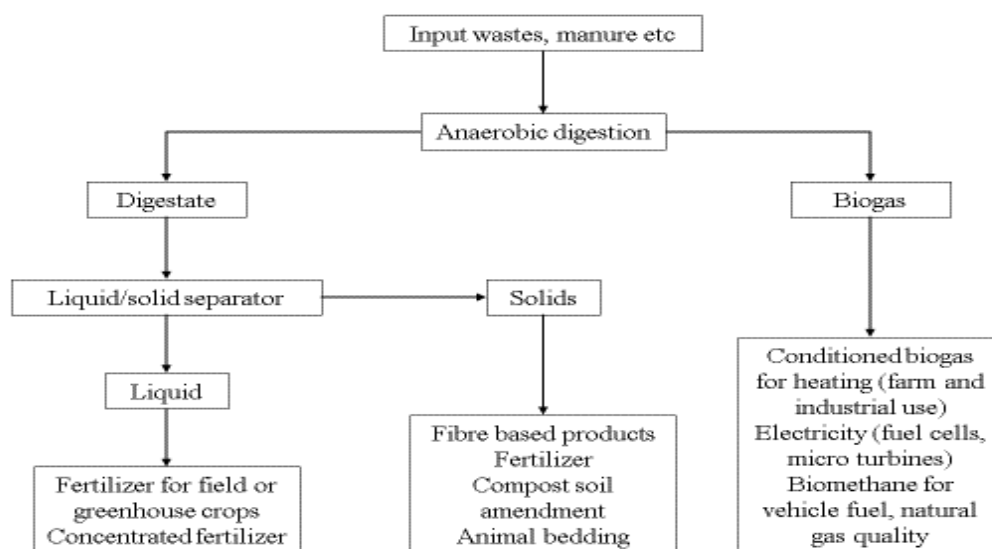 Input wastes, manure etc
Anaerobic digestion
Digestate
Biogas
Liquid/solid separator
Solids
Liquid
Conditioned biogas
for heating (farm and
industrial use)
Electricity (fuel cells,
micro turbines)
Biomethane for
vehicle fuel, natural
gas quality
Fibre based products
Fertilizer
Compost soil
amendment
Animal bedding
Fertilizer for field or
greenhouse crops
Concentrated fertilizer